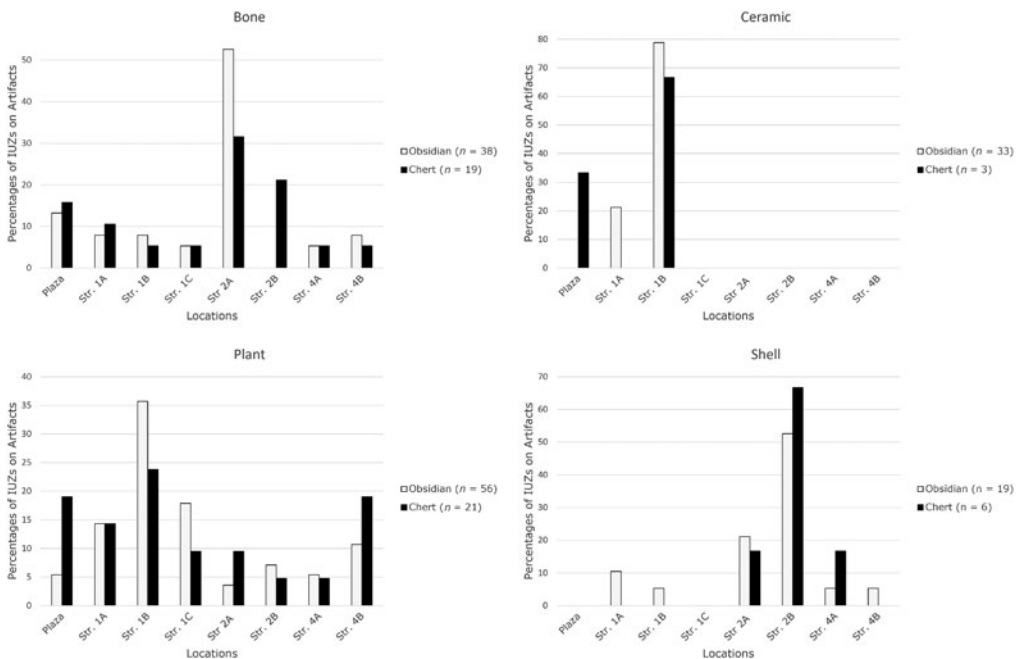 Bone
Percentages of IUZs on Artifacts
50
40
30
20
10
0
Plaza
Str. 1A
Str. 1B
Str. 1C
Str 2A
Str. 2B
Str. 4A
Str. 4B
Locations
Obsidian (n = 38)
Chert (n = 19)
Ceramic
Percentages of IUZs on Artifacts
80
70
60
50
40
30
20
10
0
Plaza
Str. 1A
Str. 1B
Str. 1C
Str 2A
Str. 2B
Str. 4A
Str. 4B
Locations
Obsidian (n = 33)
Chert (n = 3)
Plant
Percentages of IUZs on Artifacts
40
35
30
25
20
15
10
5
0
Plaza
Str. 1A
Str. 1B
Str. 1C
Str 2A
Str. 2B
Str. 4A
Str. 4B
Locations
Obsidian (n = 56)
Chert (n = 21)
Shell
Percentages of IUZs on Artifacts
70
60
50
40
30
20
10
0
Plaza
Str. 1A
Str. 1B
Str. 1C
Str 2A
Str. 2B
Str. 4A
Str. 4B
Locations
Obsidian (n = 19)
Chert (n = 6)